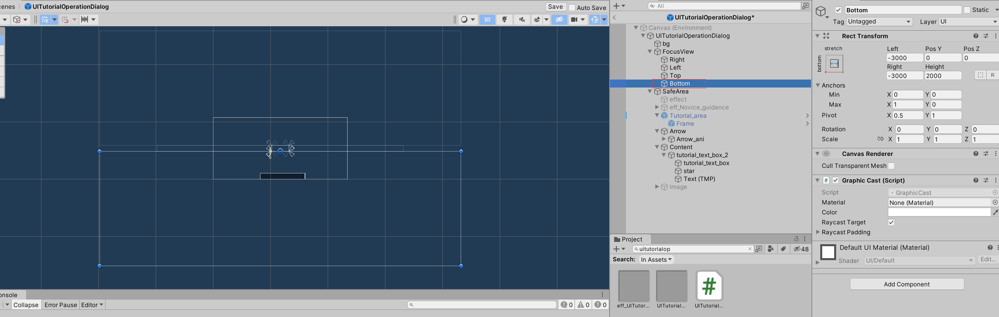 cenes
UITutorialOperationDialog
Save
Auto Save
2D
All
UITutorialOperationDialog*
Canvas (Environment)
UITutorialOperationDialog
bg
FocusView
Right
Left
Top
Bottom
SafeArea
effect
eff_Novice_guidance
Tutorial_area
Frame
Arrow
Arrow_ani
Content
tutorial_text_box_2
tutorial_text_box
star
Text (TMP)
Image
Project
uitutorialop
48
Search: In Assets
eff_UITutor...
UITutorial...
UITutorial...
#
onsole
Collapse
Error Pause
Editor
0
0
0
Bottom
Static
Tag Untagged
Layer UI
Rect Transform
stretch
bottom
Left Pos Y Pos Z
-3000 0 0
Right Height
-3000 2000
R
Anchors
Min X 0 Y 0
Max X 1 Y 0
Pivot X 0.5 Y 1
Rotation X 0 Y 0 Z 0
Scale X 1 Y 1 Z 1
Canvas Renderer
Cull Transparent Mesh
# Graphic Cast (Script)
Script # GraphicCast
Material None (Material)
Color
Raycast Target
Raycast Padding
Default UI Material (Material)
Shader UI/Default Edit...
Add Component